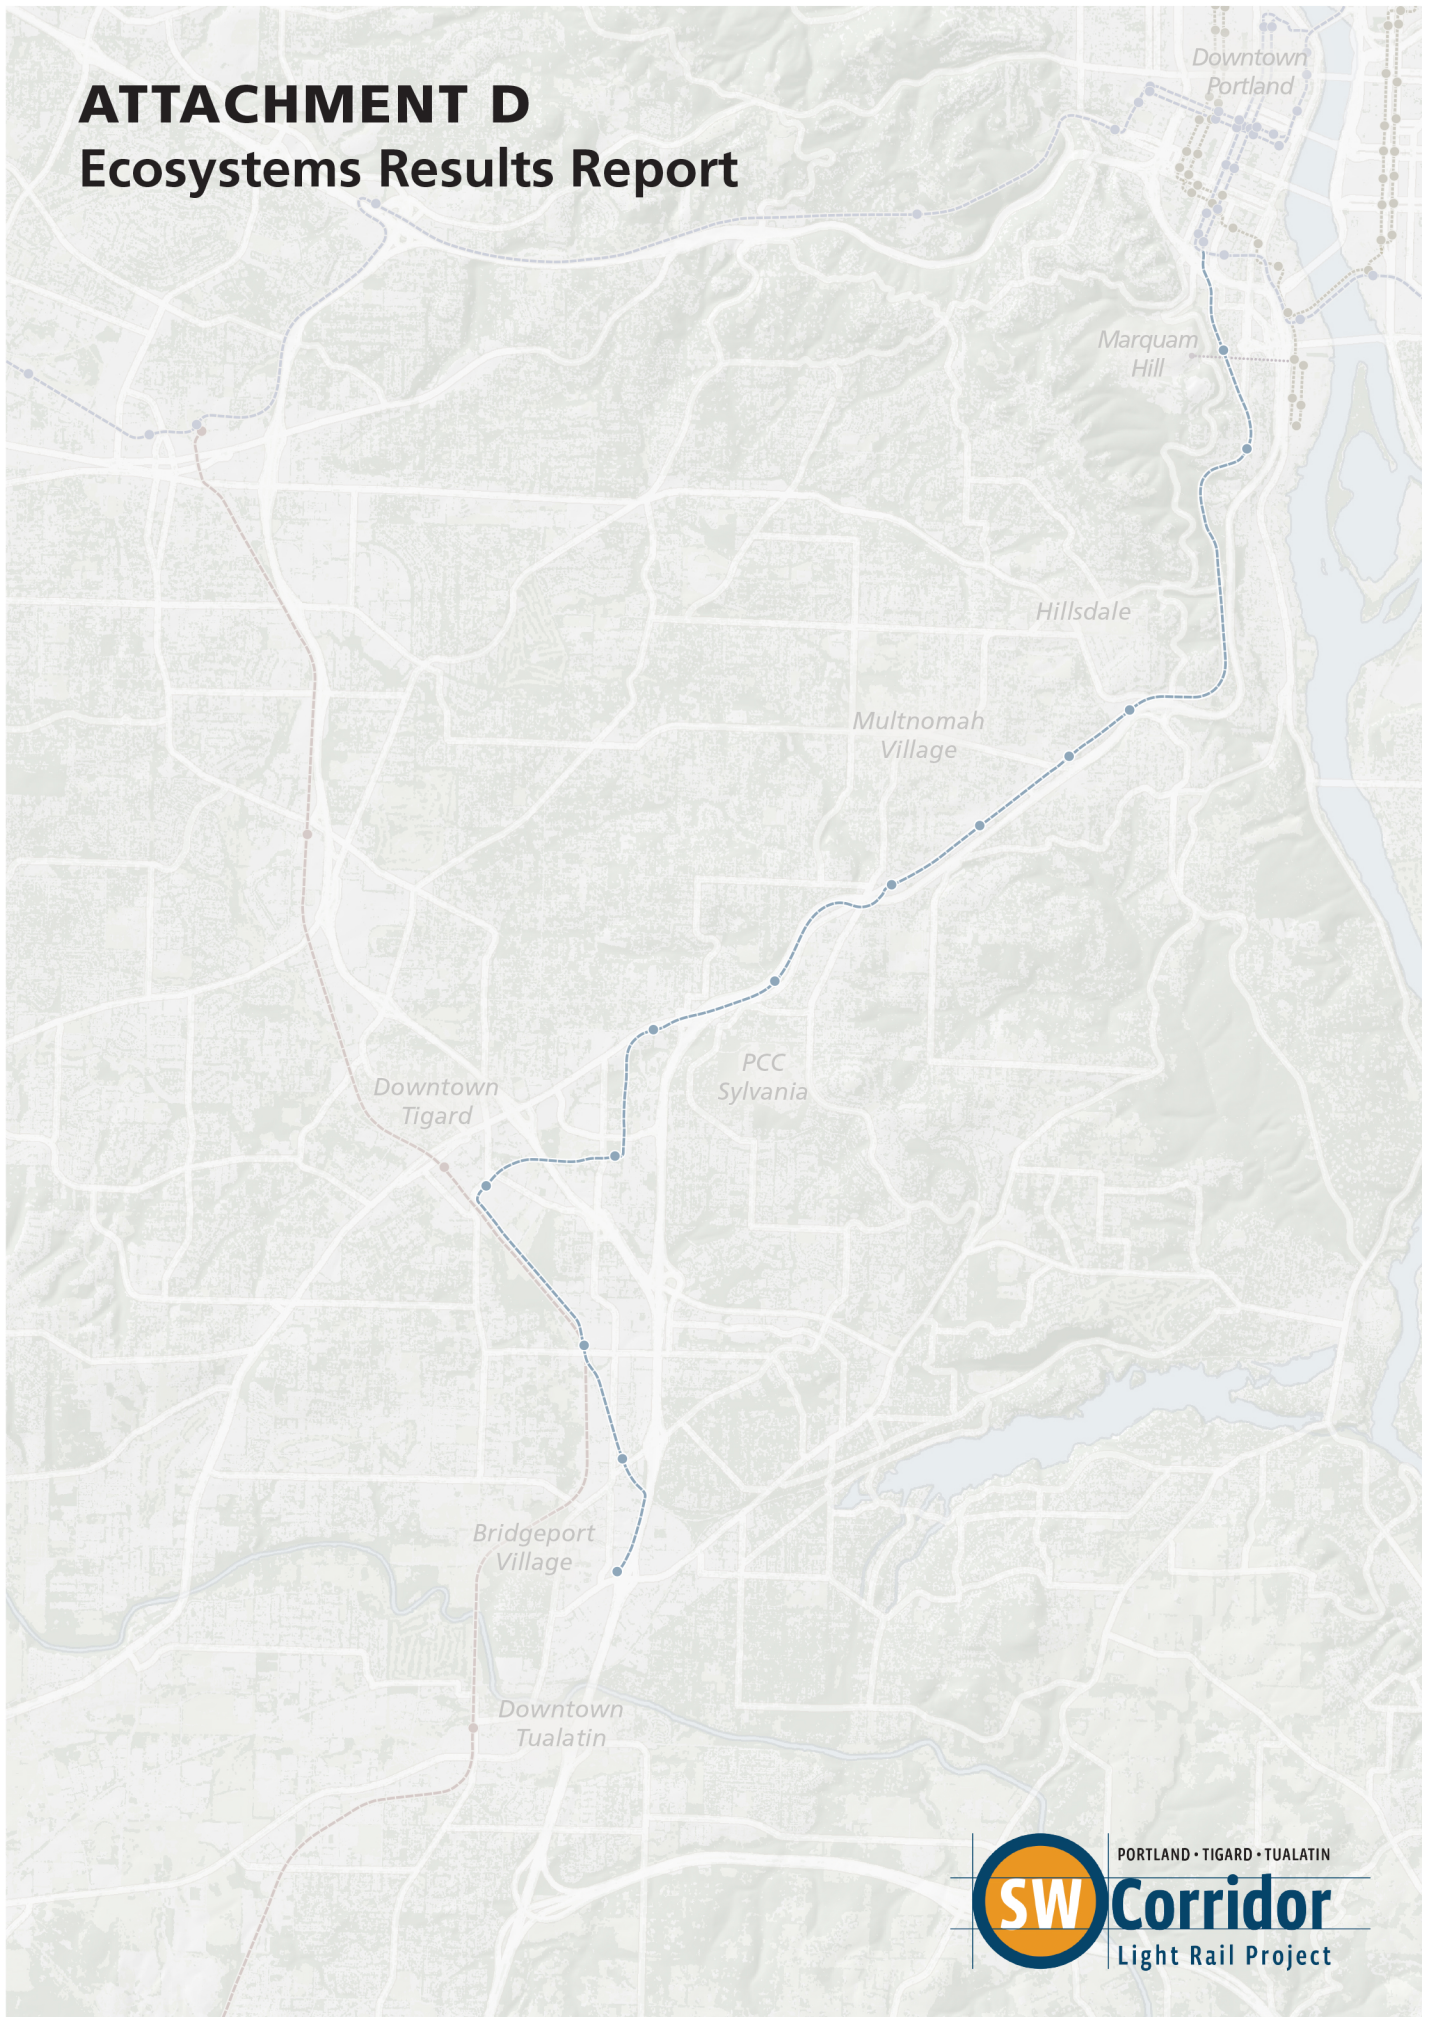 ATTACHMENT D
Ecosystems Results Report
Downtown
Portland
Marquam
Hill
Hillsdale
Multnomah
Village
PCC
Sylvania
Downtown
Tigard
Bridgeport
Village
Downtown
Tualatin
PORTLAND • TIGARD • TUALATIN
SW Corridor
Light Rail Project